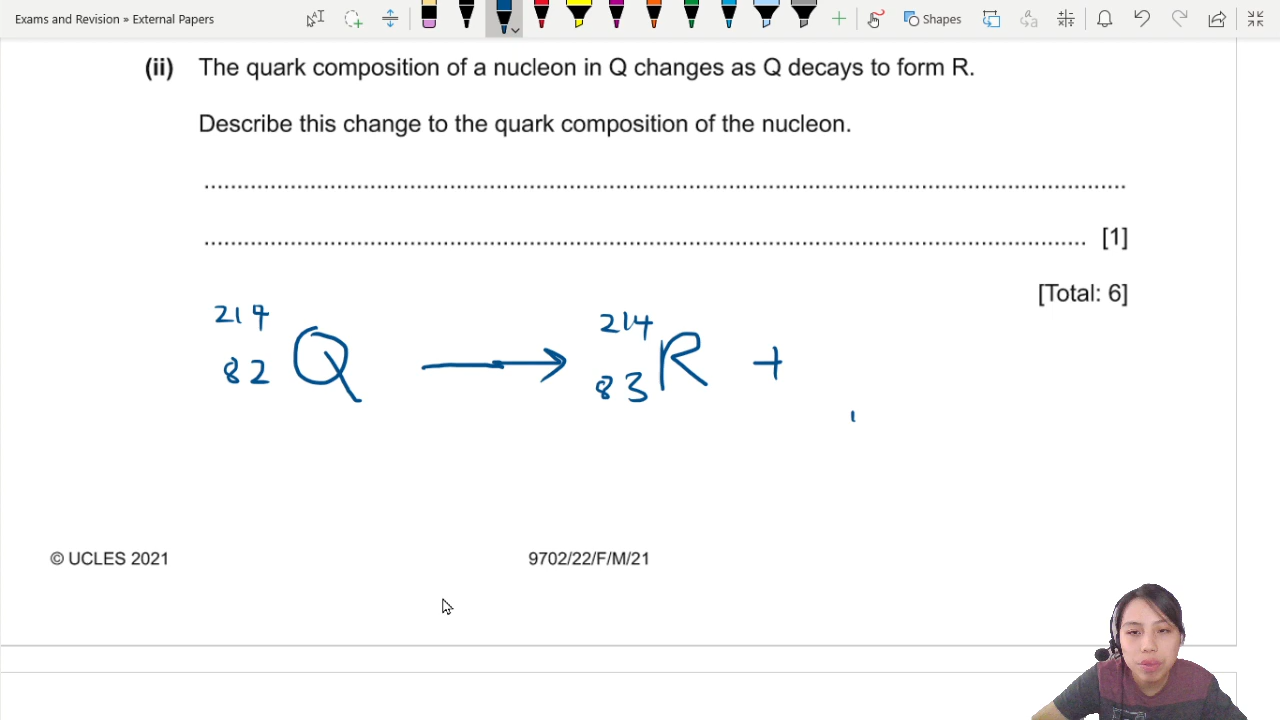 Exams and Revision » External Papers
Shapes
(ii) The quark composition of a nucleon in Q changes as Q decays to form R.
Describe this change to the quark composition of the nucleon.
[1]
[Total: 6]
214 214
82 Q → 83 R +
© UCLES 2021 9702/22/F/M/21